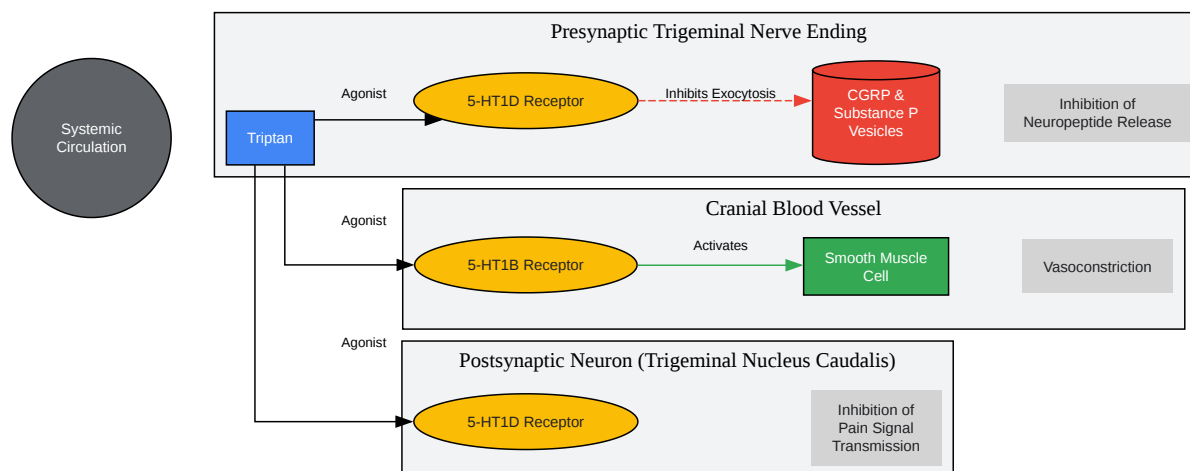 Presynaptic Trigeminal Nerve Ending
Systemic
Circulation
Triptan
Agonist
5-HT1D Receptor
Inhibits Exocytosis
CGRP &
Substance P
Vesicles
Inhibition of
Neuropeptide Release
Cranial Blood Vessel
Agonist
5-HT1B Receptor
Activates
Smooth Muscle
Cell
Vasoconstriction
Agonist
Postsynaptic Neuron (Trigeminal Nucleus Caudalis)
5-HT1D Receptor
Inhibition of
Pain Signal
Transmission